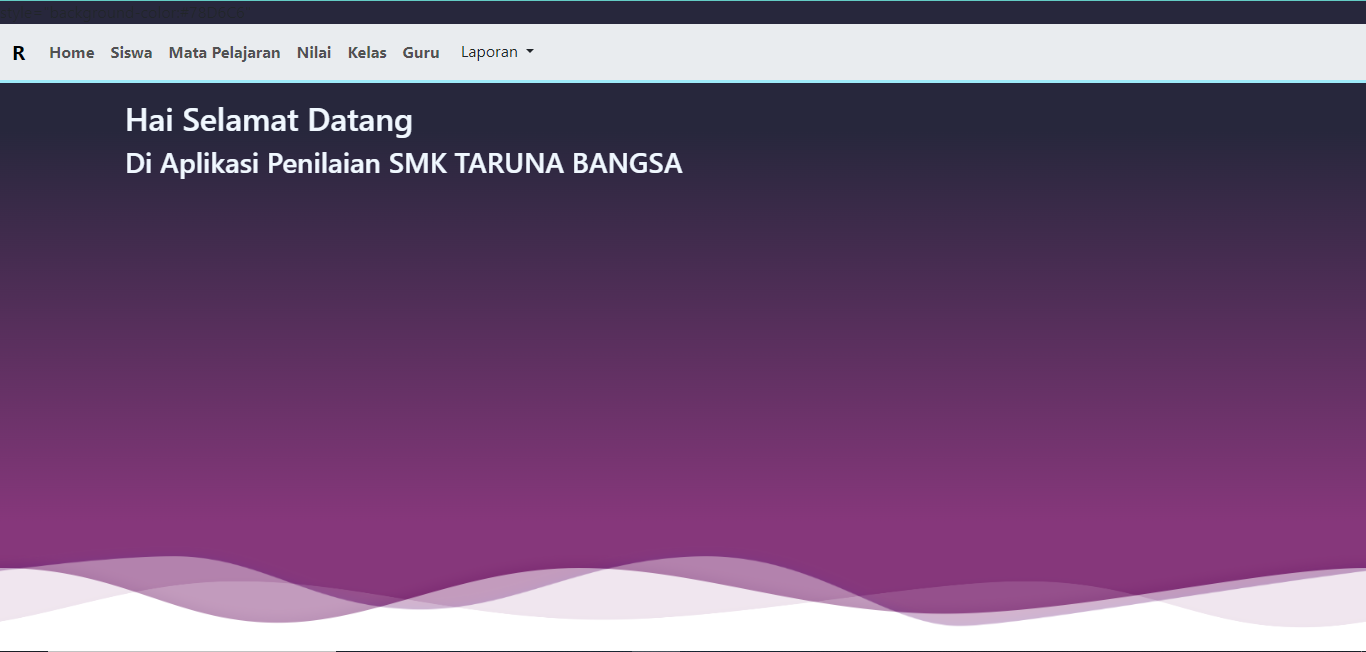 R Home Siswa Mata Pelajaran Nilai Kelas Guru Laporan
Hai Selamat Datang
Di Aplikasi Penilaian SMK TARUNA BANGSA